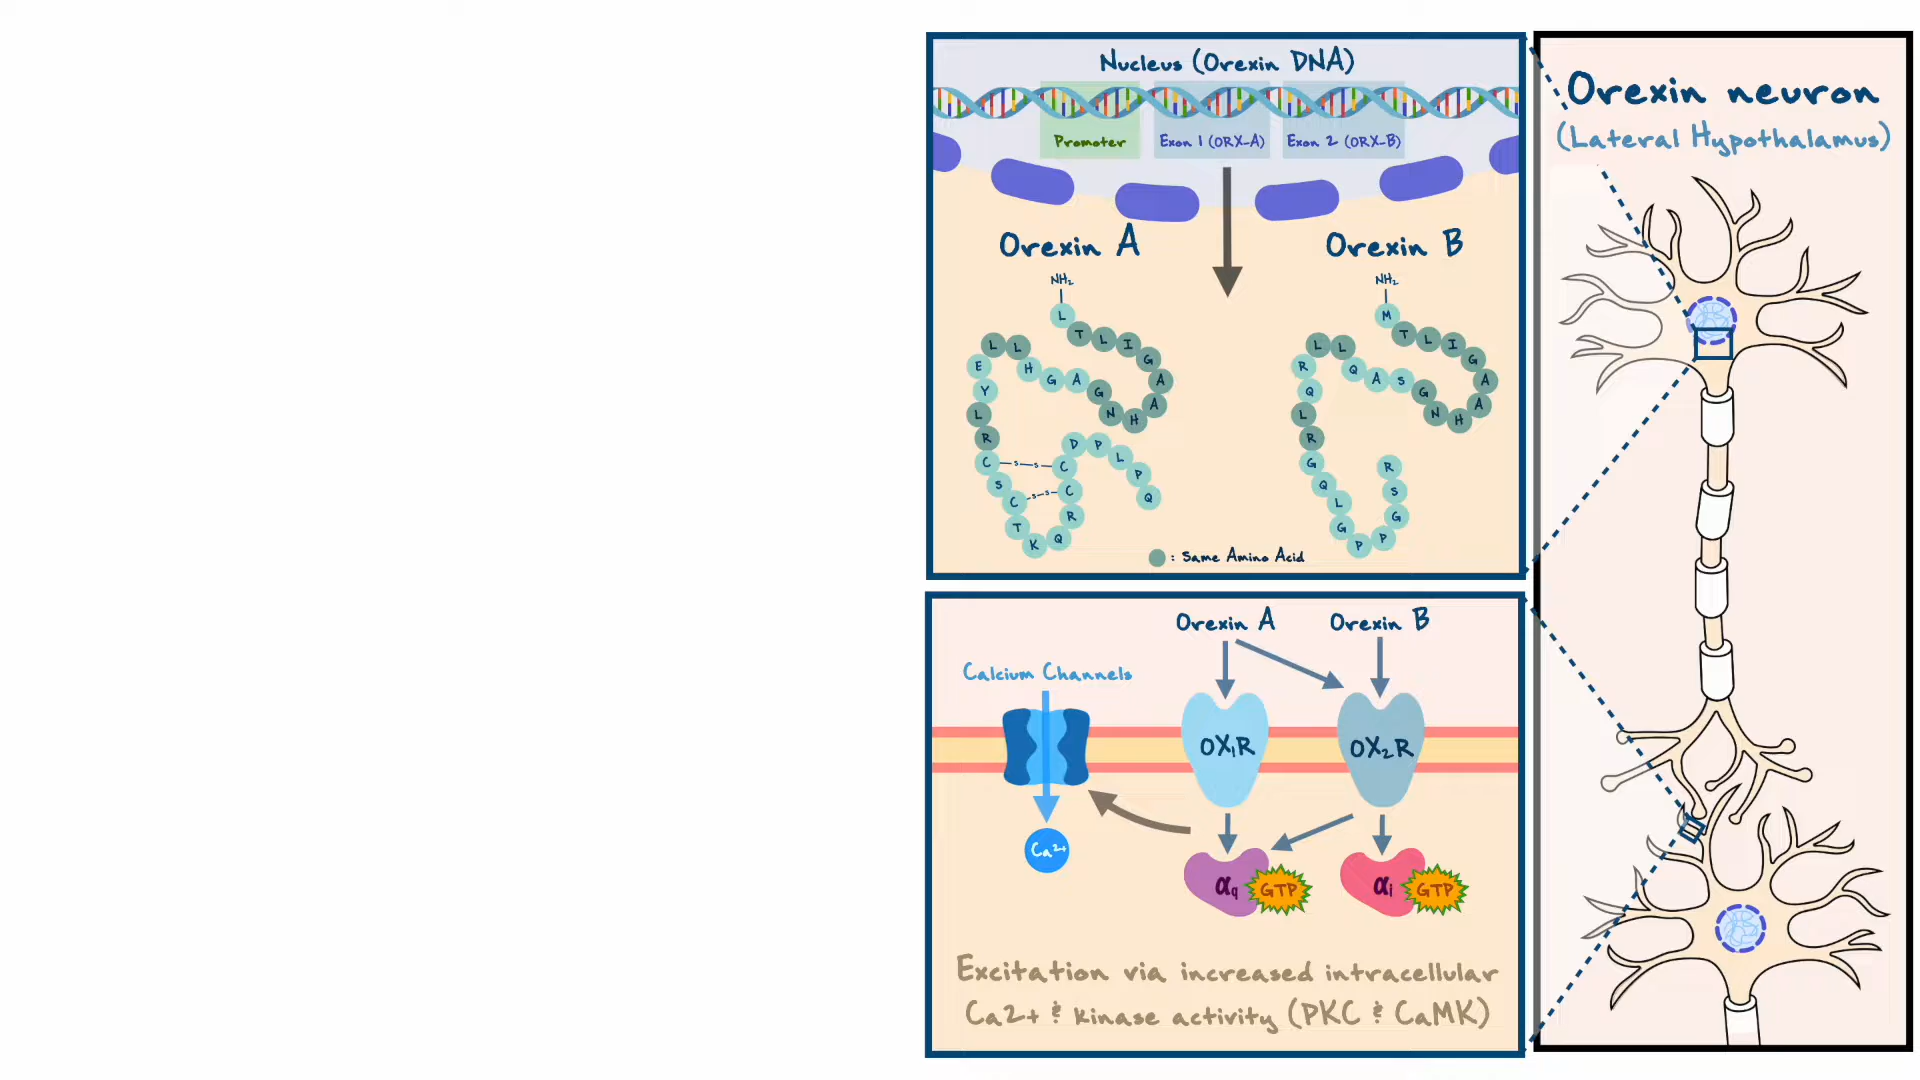 Nucleus (Orexin DNA)
Promoter
Exon 1 (ORX-A)
Exon 2 (ORX-B)
Orexin A
NH₂
L T L I G A A H N G A G H L L E Y L R C S C T K Q R C C D P L P Q
s s
s s
Orexin B
NH₂
M T L I G A A H N G S A Q L L R Q L R G Q L G P P G S R
: Same Amino Acid
Orexin A
Orexin B
Calcium Channels
OX₁R
OX₂R
Ca²⁺
αq
GTP
αi
GTP
Excitation via increased intracellular
Ca2+ & kinase activity (PKC & CaMK)
Orexin neuron
(Lateral Hypothalamus)